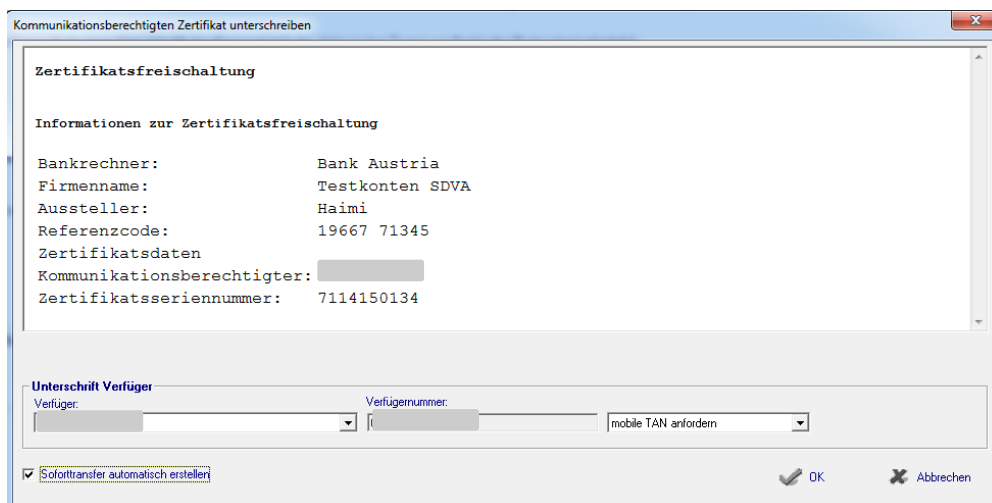 Kommunikationsberechtigten Zertifikat unterschreiben
Zertifikatsfreischaltung
Informationen zur Zertifikatsfreischaltung
Bankrechner: Bank Austria
Firmenname: Testkonten SDVA
Aussteller: Haimi
Referenzcode: 19667 71345
Zertifikatsdaten
Kommunikationsberechtigter:
Zertifikatsseriennummer: 7114150134
Unterschrift Verfüger
Verfüger: Verfügernummer:
mobile TAN anfordern
Soforttransfer automatisch erstellen OK Abbrechen